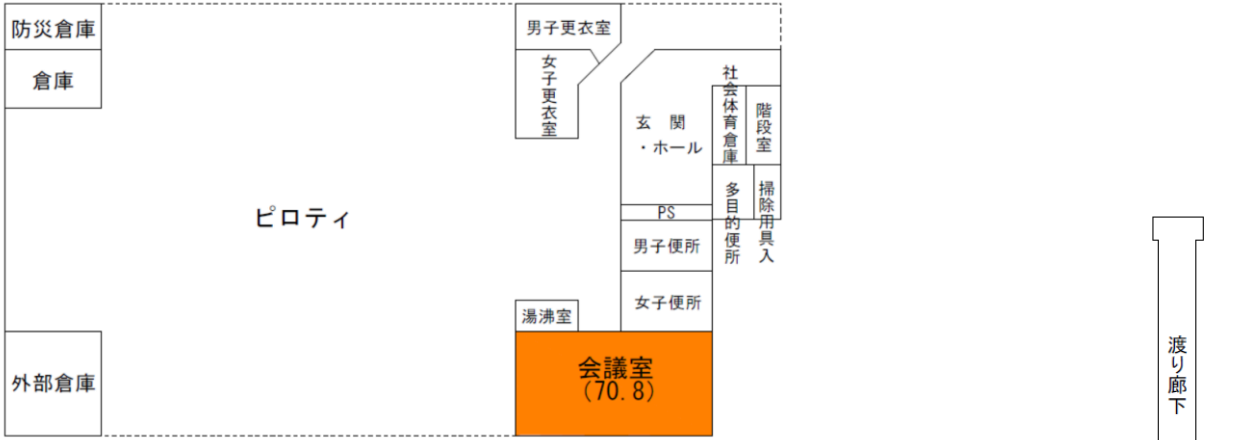 防災倉庫
倉庫
ピロティ
外部倉庫
男子更衣室
女子更衣室
玄　関
・ホール
社会体育倉庫
階段室
PS
多目的便所
掃除用具入
男子便所
女子便所
湯沸室
会議室
(70.8)
渡り廊下